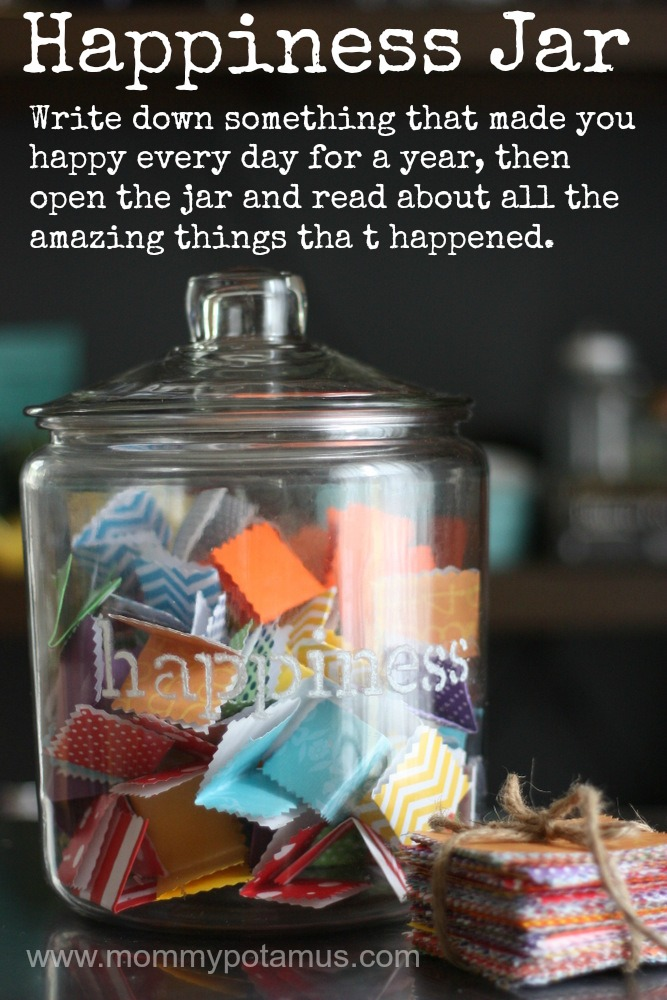 Happiness Jar
Write down something that made you
happy every day for a year, then
open the jar and read about all the
amazing things tha t happened.
happiness
www.mommypotamus.com